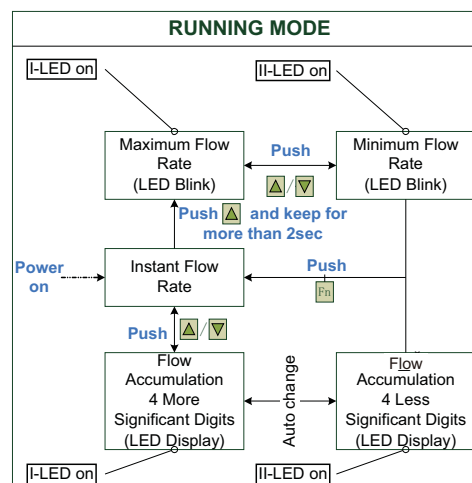 RUNNING MODE
I-LED on
II-LED on
Maximum Flow
Rate
(LED Blink)
Push
/
Minimum Flow
Rate
(LED Blink)
Push and keep for
more than 2sec
Power
on
Instant Flow
Rate
Push
Fn
Push
/
Flow
Accumulation
4 More
Significant Digits
(LED Display)
Auto change
Flow
Accumulation
4 Less
Significant Digits
(LED Display)
I-LED on
II-LED on